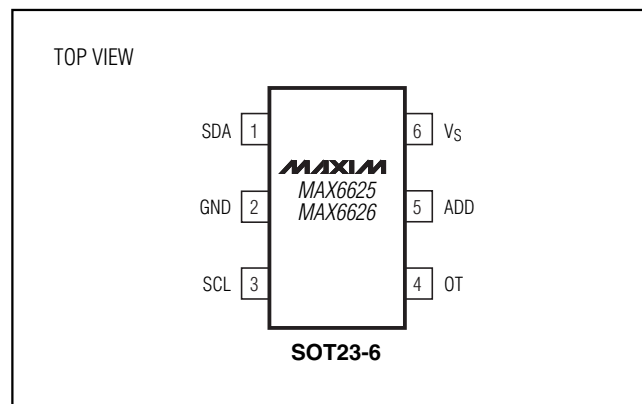 TOP VIEW
SDA 1
6 VS
MAXIM
MAX6625
MAX6626
GND 2
5 ADD
SCL 3
4 OT
SOT23-6